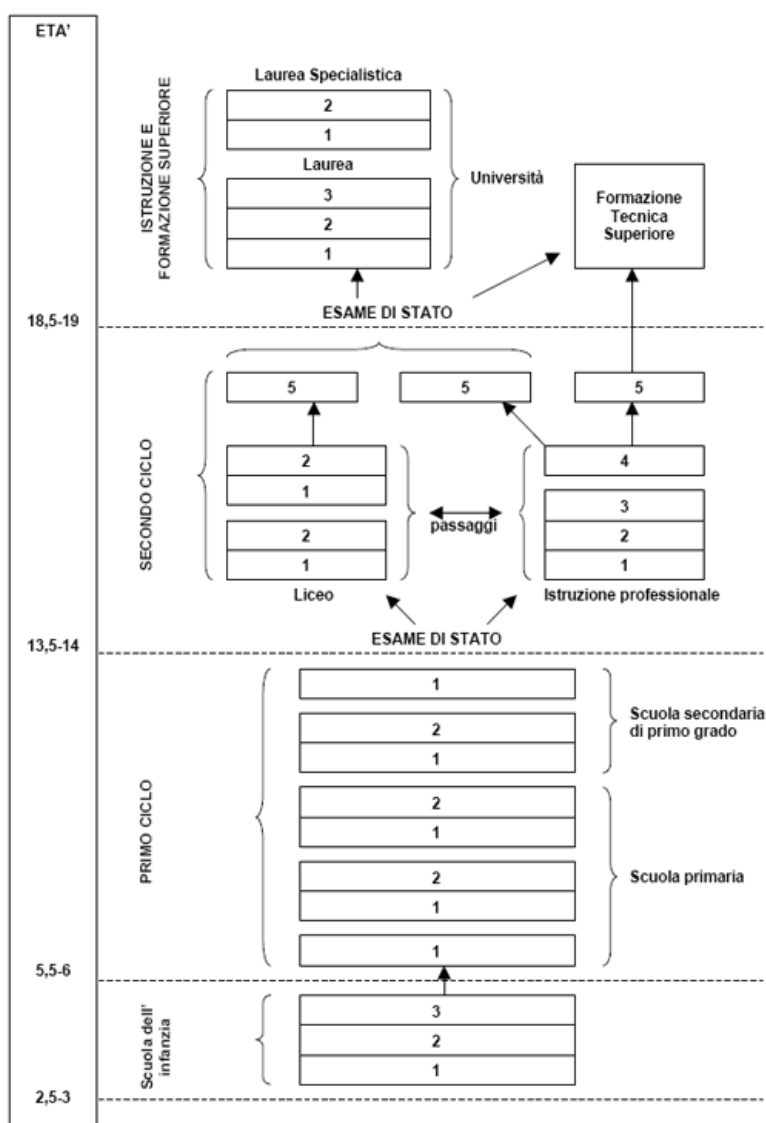 ETA'
Laurea Specialistica
2
1
Laurea
3
2
1
ISTRUZIONE E
FORMAZIONE SUPERIORE
Università
Formazione
Tecnica
Superiore
ESAME DI STATO
18,5-19
5
5
5
SECONDO CICLO
2
1
2
1
Liceo
passaggi
4
3
2
1
Istruzione professionale
ESAME DI STATO
13,5-14
PRIMO CICLO
1
2
1
Scuola secondaria
di primo grado
2
1
2
1
1
Scuola primaria
5,5-6
Scuola dell'
infanzia
3
2
1
2,5-3